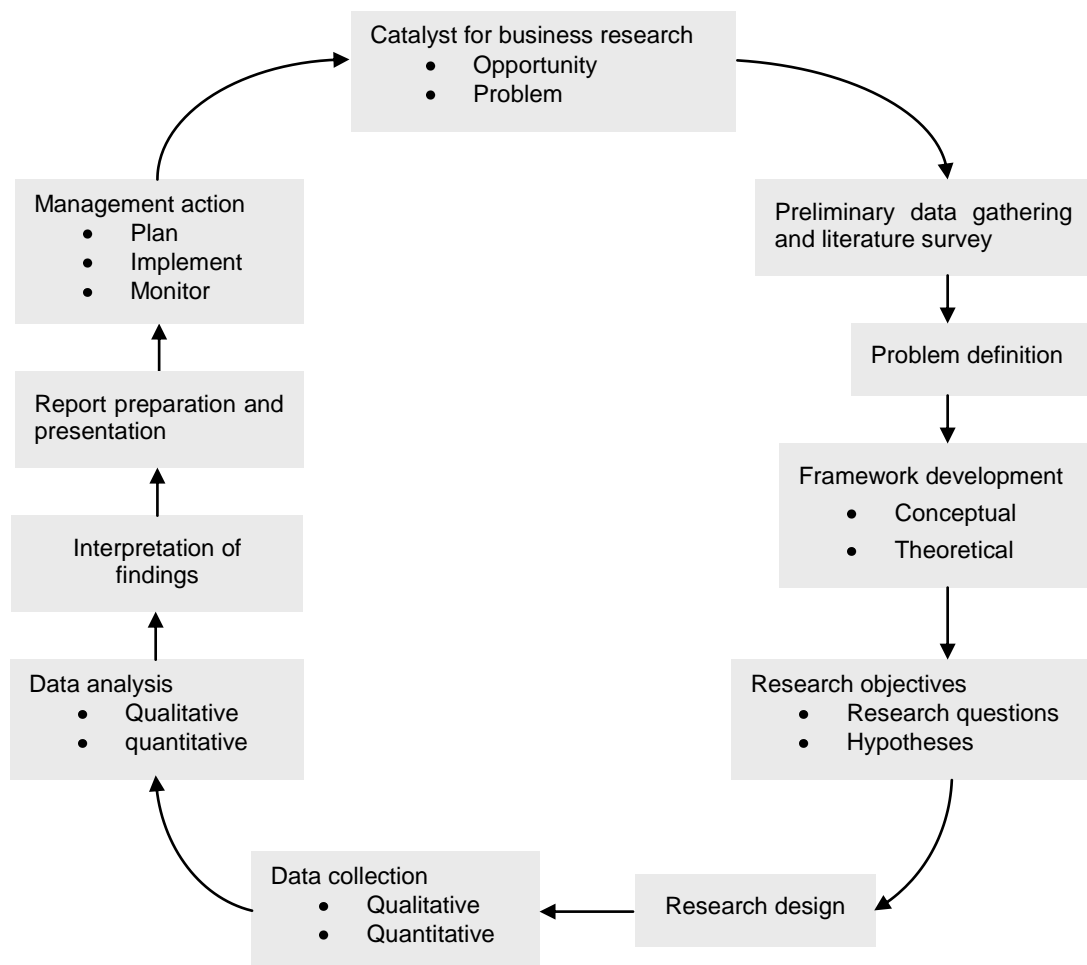 Catalyst for business research
• Opportunity
• Problem
Preliminary data gathering
and literature survey
Problem definition
Framework development
• Conceptual
• Theoretical
Research objectives
• Research questions
• Hypotheses
Research design
Data collection
• Qualitative
• Quantitative
Data analysis
• Qualitative
• quantitative
Interpretation of
findings
Report preparation and
presentation
Management action
• Plan
• Implement
• Monitor